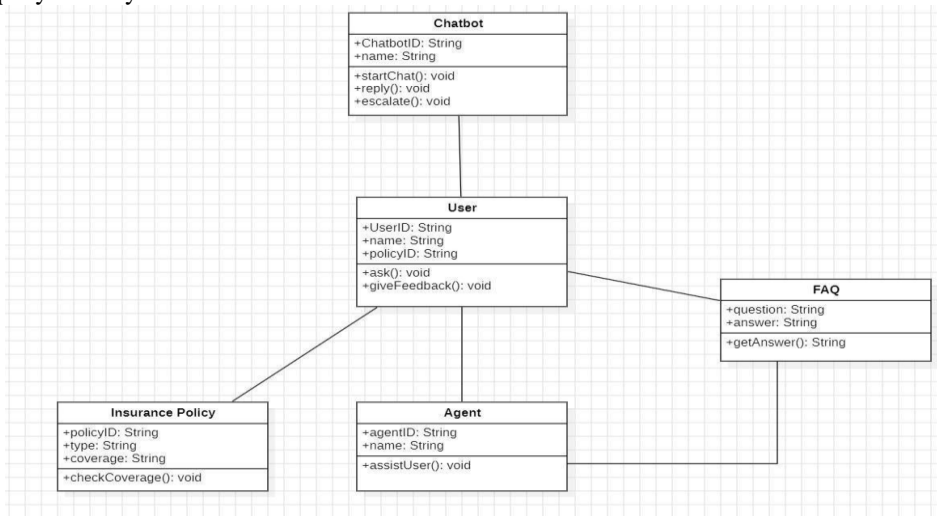 Chatbot
+ChatbotID: String
+name: String
+startChat(): void
+reply(): void
+escalate(): void
User
+UserID: String
+name: String
+policyID: String
+ask(): void
+giveFeedback(): void
FAQ
+question: String
+answer: String
+getAnswer(): String
Insurance Policy
+policyID: String
+type: String
+coverage: String
+checkCoverage(): void
Agent
+agentID: String
+name: String
+assistUser(): void